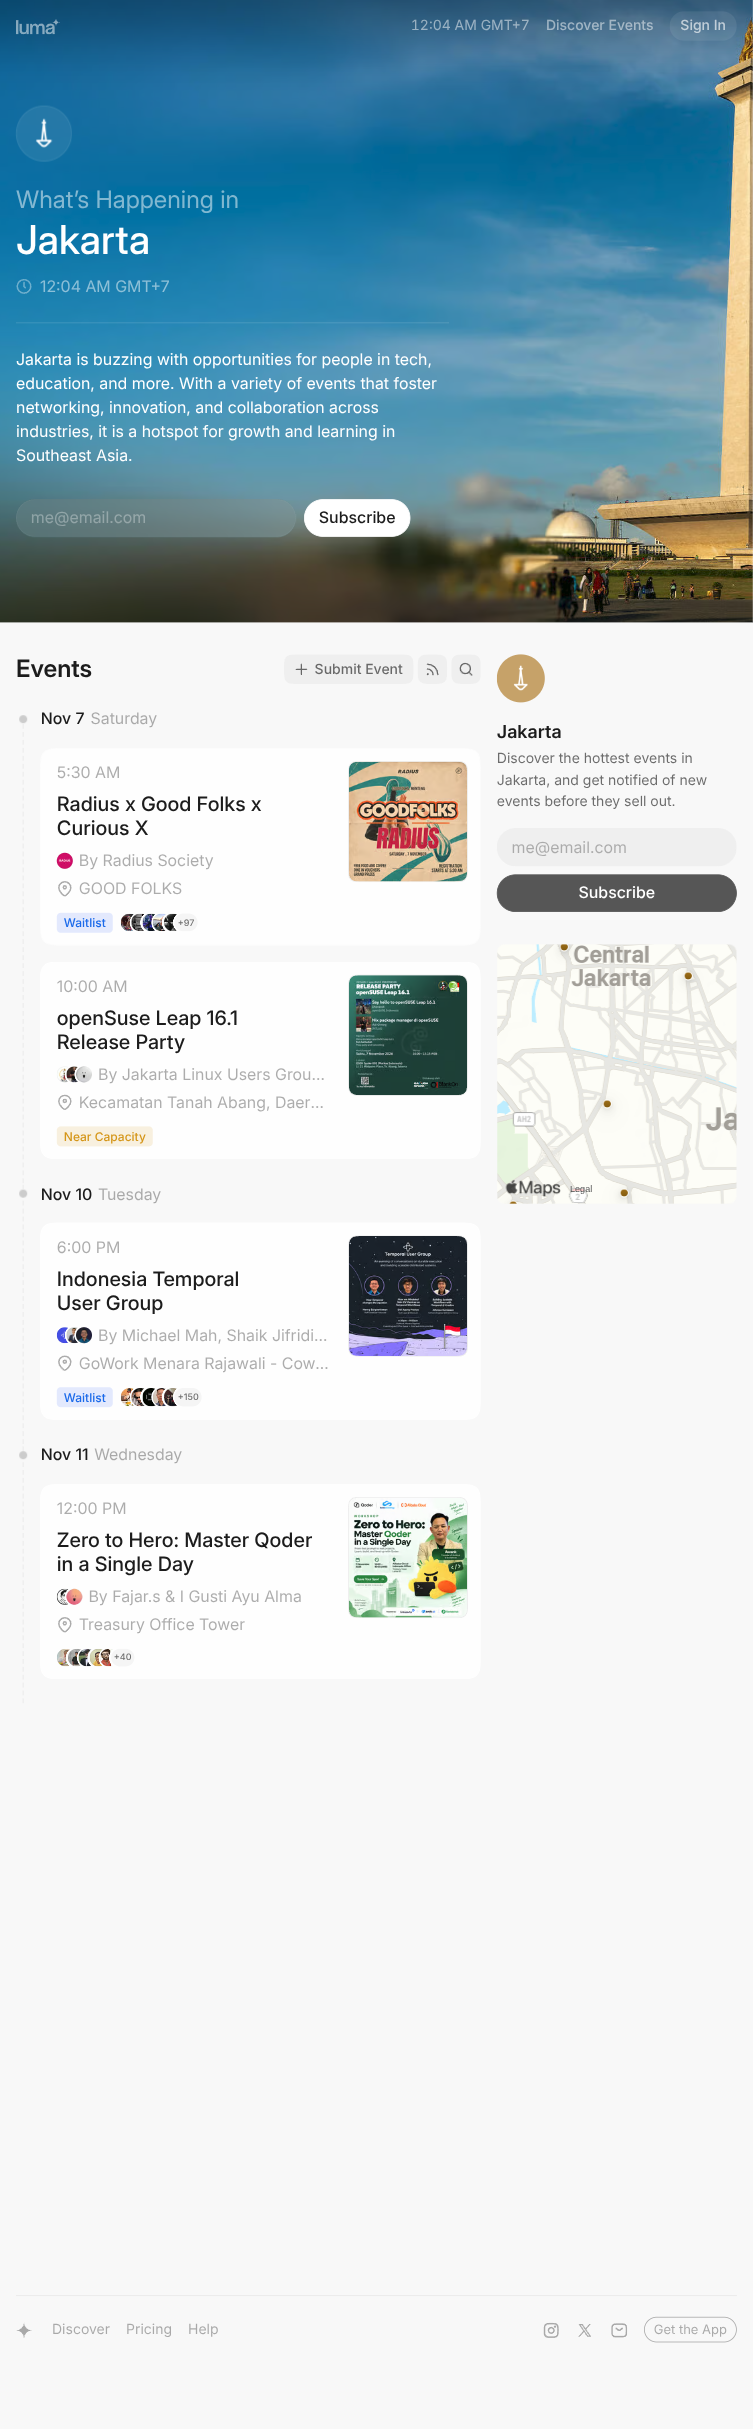 luma
12:04 AM GMT+7 Discover Events Sign In
What's Happening in
Jakarta
12:04 AM GMT+7
Jakarta is buzzing with opportunities for people in tech,
education, and more. With a variety of events that foster
networking, innovation, and collaboration across
industries, it is a hotspot for growth and learning in
Southeast Asia.
me@email.com Subscribe
Events
Submit Event
Nov 7 Saturday
5:30 AM
Radius x Good Folks x
Curious X
By Radius Society
GOOD FOLKS
Waitlist +97
RADIUS
GOODFOLKS
RADIUS
10:00 AM
openSuse Leap 16.1
Release Party
By Jakarta Linux Users Grou...
Kecamatan Tanah Abang, Daer...
Near Capacity
RELEASE PARTY
openSUSE Leap 16.1
Nov 10 Tuesday
6:00 PM
Indonesia Temporal
User Group
By Michael Mah, Shaik Jifridi...
GoWork Menara Rajawali - Cow...
Waitlist +150
Temporal User Group
Nov 11 Wednesday
12:00 PM
Zero to Hero: Master Qoder
in a Single Day
By Fajar.s & I Gusti Ayu Alma
Treasury Office Tower
+40
Qoder
WORKSHOP
Zero to Hero:
Master Qoder
in a Single Day
Jakarta
Discover the hottest events in
Jakarta, and get notified of new
events before they sell out.
me@email.com
Subscribe
Central
Jakarta
AH2
Ja
Maps Legal
2
Discover Pricing Help
Get the App